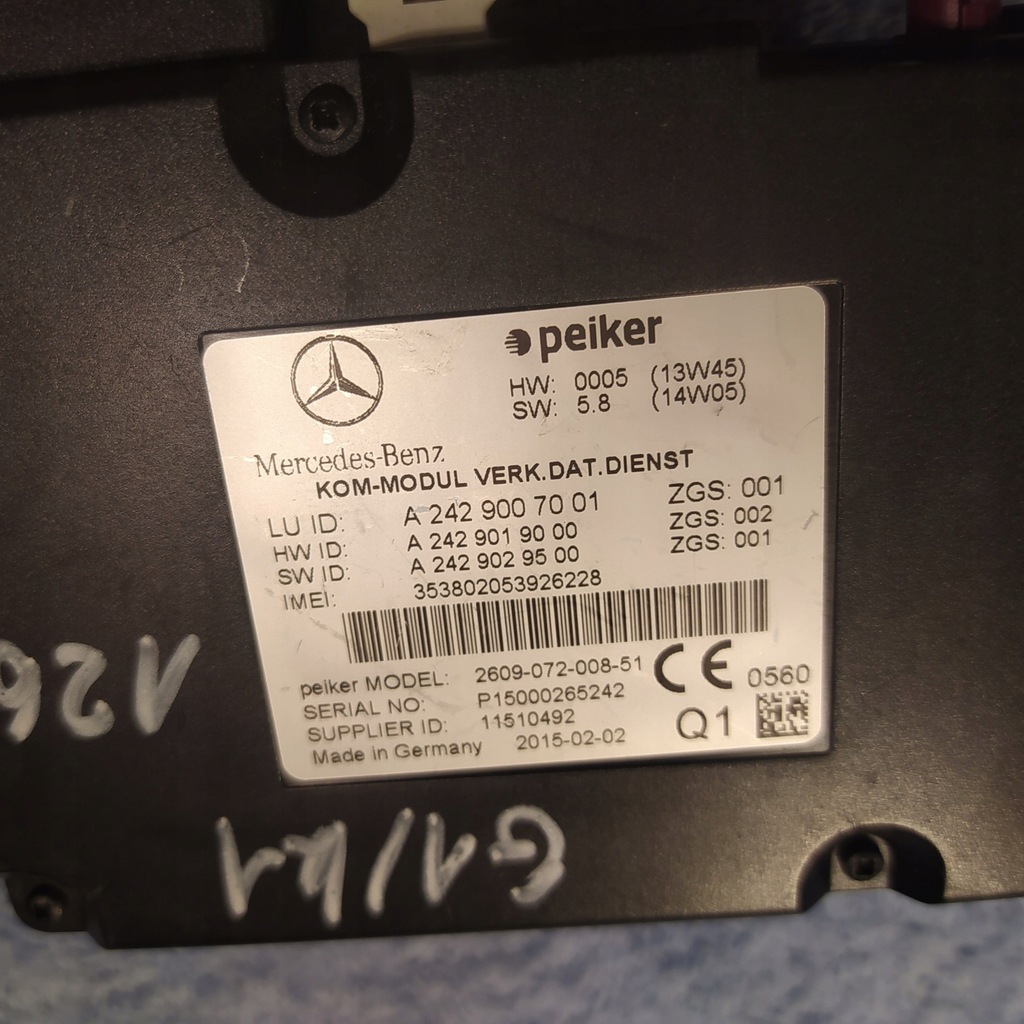 peiker
HW: 0005 (13W45)
SW: 5.8 (14W05)
Mercedes-Benz
KOM-MODUL VERK.DAT.DIENST
LU ID: A 242 900 70 01 ZGS: 001
HW ID: A 242 901 90 00 ZGS: 002
SW ID: A 242 902 95 00 ZGS: 001
IMEI: 353802053926228
peiker MODEL: 2609-072-008-51
SERIAL NO: P15000265242
SUPPLIER ID: 11510492
Made in Germany 2015-02-02
CE 0560
Q1
126